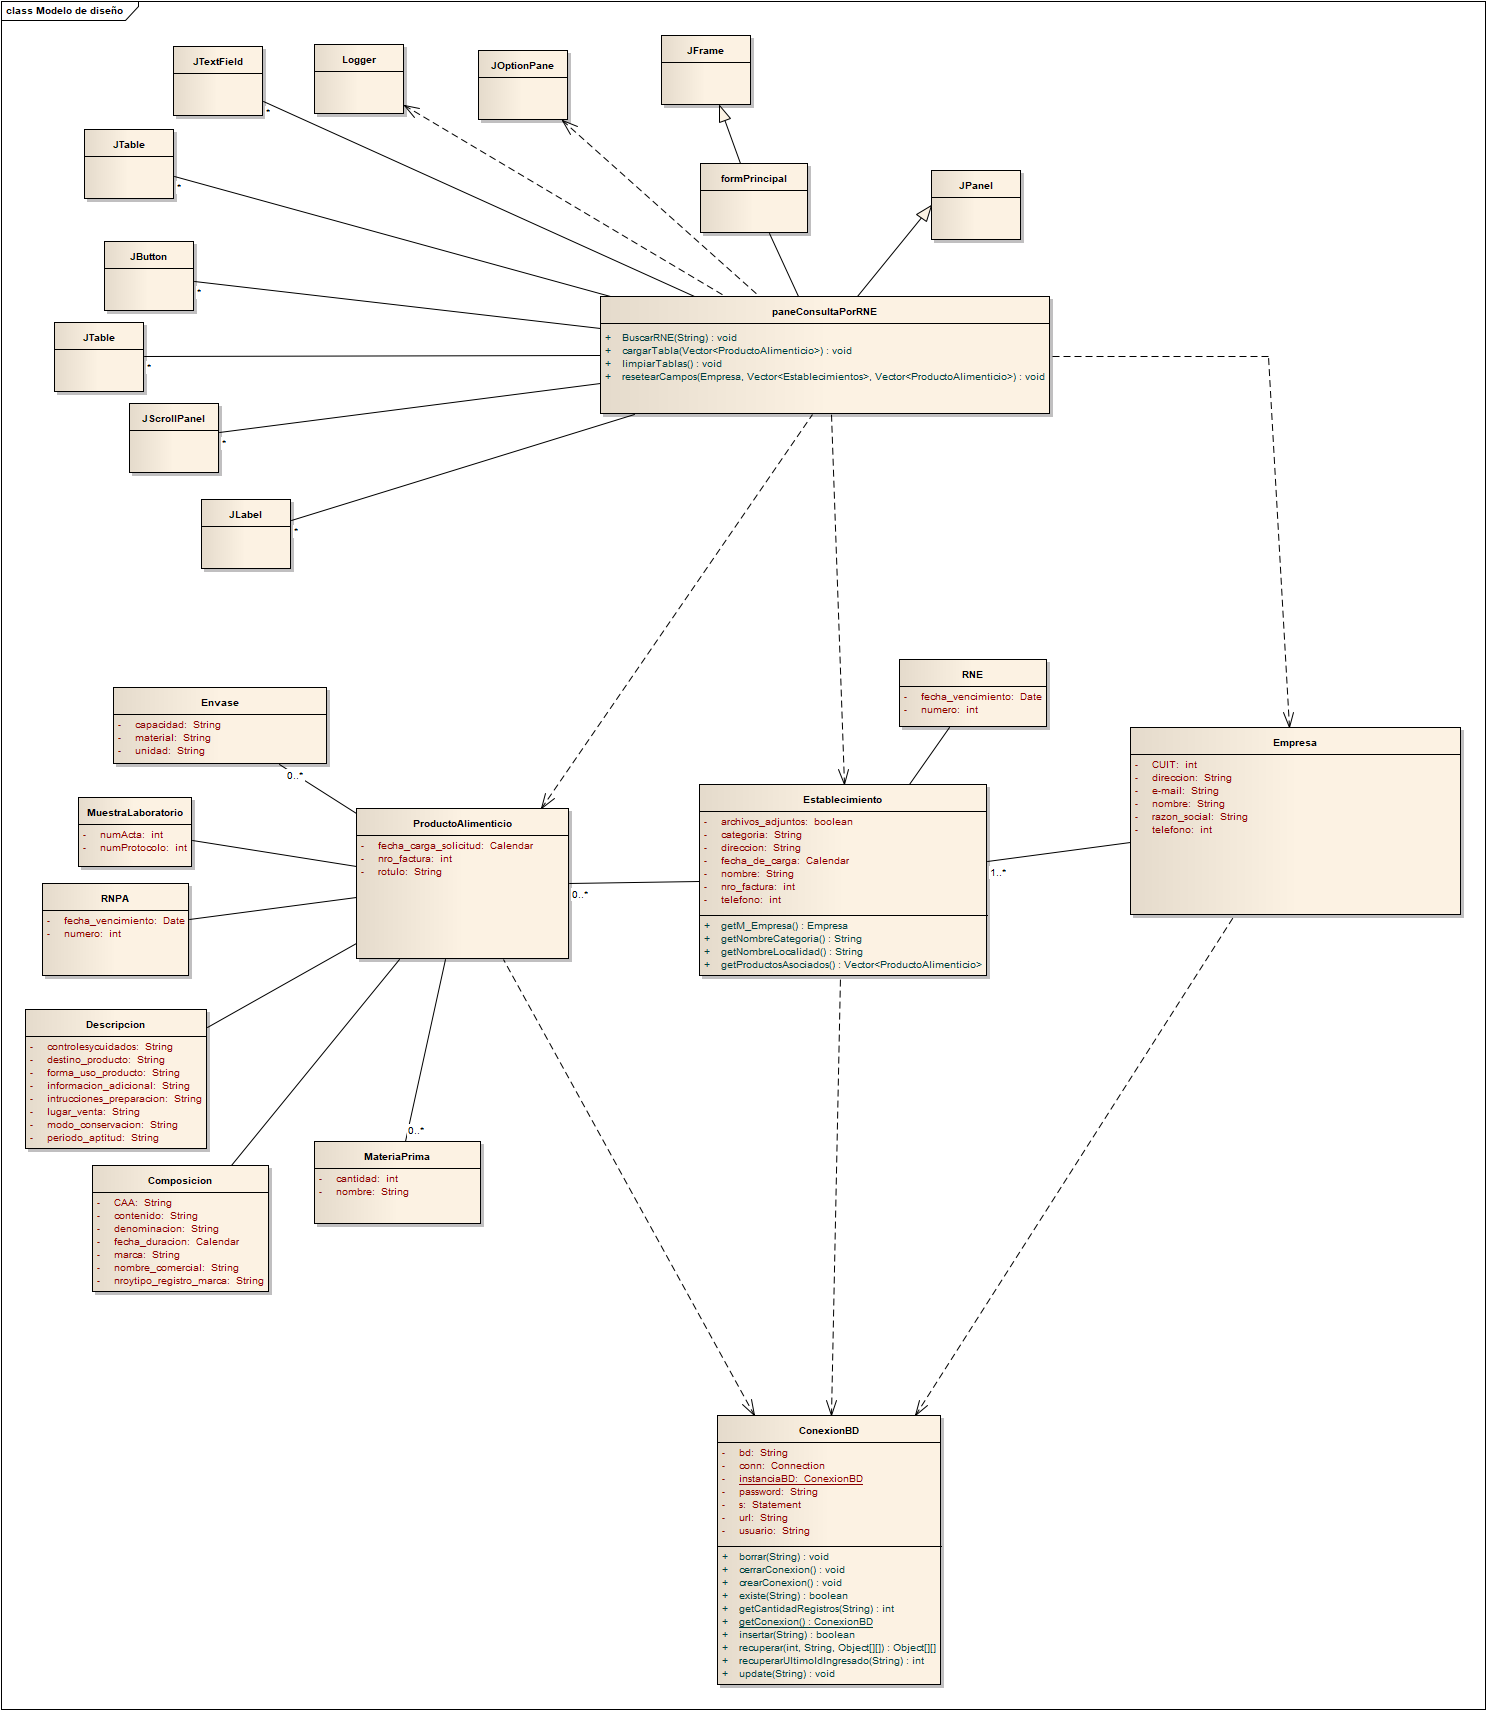 class Modelo de diseño
JFrame
JTextField
Logger
JOptionPane
*
JTable
*
formPrincipal
JPanel
JButton
*
paneConsultaPorRNE
+ BuscarRNE(String) : void
+ cargarTabla(Vector<ProductoAlimenticio>) : void
+ limpiarTablas() : void
+ resetearCampos(Empresa, Vector<Establecimientos>, Vector<ProductoAlimenticio>) : void
JTable
*
JScrollPanel
*
JLabel
*
RNE
- fecha_vencimiento: Date
- numero: int
Envase
- capacidad: String
- material: String
- unidad: String
0..*
Empresa
- CUIT: int
- direccion: String
- e-mail: String
- nombre: String
- razon_social: String
- telefono: int
MuestraLaboratorio
- numActa: int
- numProtocolo: int
ProductoAlimenticio
- fecha_carga_solicitud: Calendar
- nro_factura: int
- rotulo: String
0..*
Establecimiento
- archivos_adjuntos: boolean
- categoria: String
- direccion: String
- fecha_de_carga: Calendar
- nombre: String
- nro_factura: int
- telefono: int
+ getM_Empresa() : Empresa
+ getNombreCategoria() : String
+ getNombreLocalidad() : String
+ getProductosAsociados() : Vector<ProductoAlimenticio>
1..*
RNPA
- fecha_vencimiento: Date
- numero: int
Descripcion
- controlesycuidados: String
- destino_producto: String
- forma_uso_producto: String
- informacion_adicional: String
- intrucciones_preparacion: String
- lugar_venta: String
- modo_conservacion: String
- periodo_aptitud: String
0..*
MateriaPrima
- cantidad: int
- nombre: String
Composicion
- CAA: String
- contenido: String
- denominacion: String
- fecha_duracion: Calendar
- marca: String
- nombre_comercial: String
- nroytipo_registro_marca: String
ConexionBD
- bd: String
- conn: Connection
- instanciaBD: ConexionBD
- password: String
- s: Statement
- url: String
- usuario: String
+ borrar(String) : void
+ cerrarConexion() : void
+ crearConexion() : void
+ existe(String) : boolean
+ getCantidadRegistros(String) : int
+ getConexion() : ConexionBD
+ insertar(String) : boolean
+ recuperar(int, String, Object[][]) : Object[][]
+ recuperarUltimoIdIngresado(String) : int
+ update(String) : void